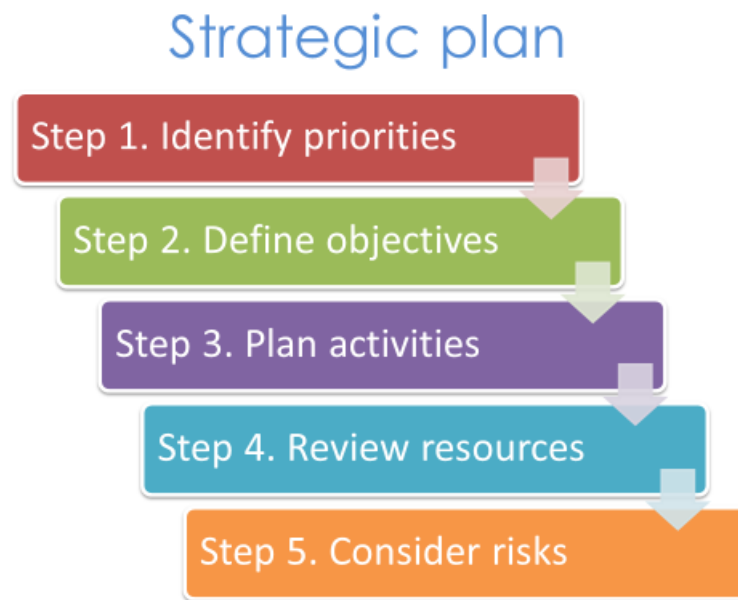 Strategic plan
Step 1. Identify priorities
Step 2. Define objectives
Step 3. Plan activities
Step 4. Review resources
Step 5. Consider risks